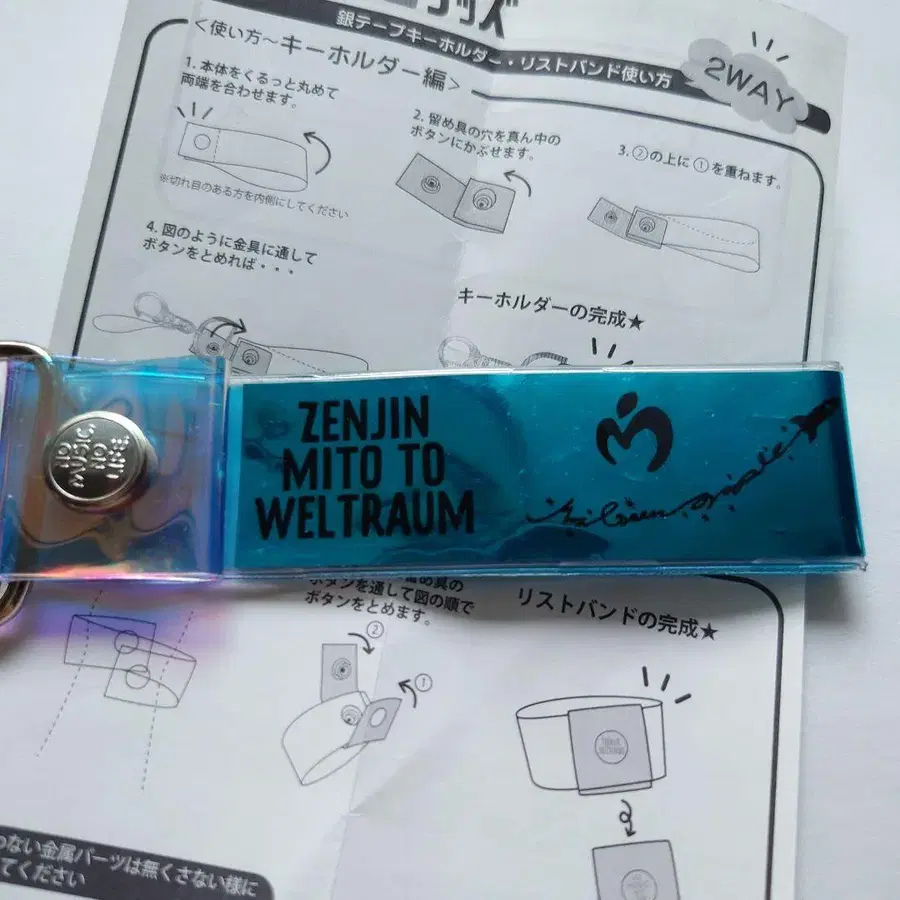 銀テープキーホルダー・リストバンド使い方
2WAY
<使い方～キーホルダー編>
1. 本体をくるっと丸めて
両端を合わせます。
※切れ目のある方を内側にしてください
2. 留め具の穴を真ん中の
ボタンにかぶせます。
3. ②の上に①を重ねます。
4. 図のように金具に通して
ボタンをとめれば・・・
キーホルダーの完成★
ZENJIN
MITO TO
WELTRAUM
留め具の
ボタンを通して図の順で
ボタンをとめます。
②
①
リストバンドの完成★
ない金属パーツは無くさない様に
てください